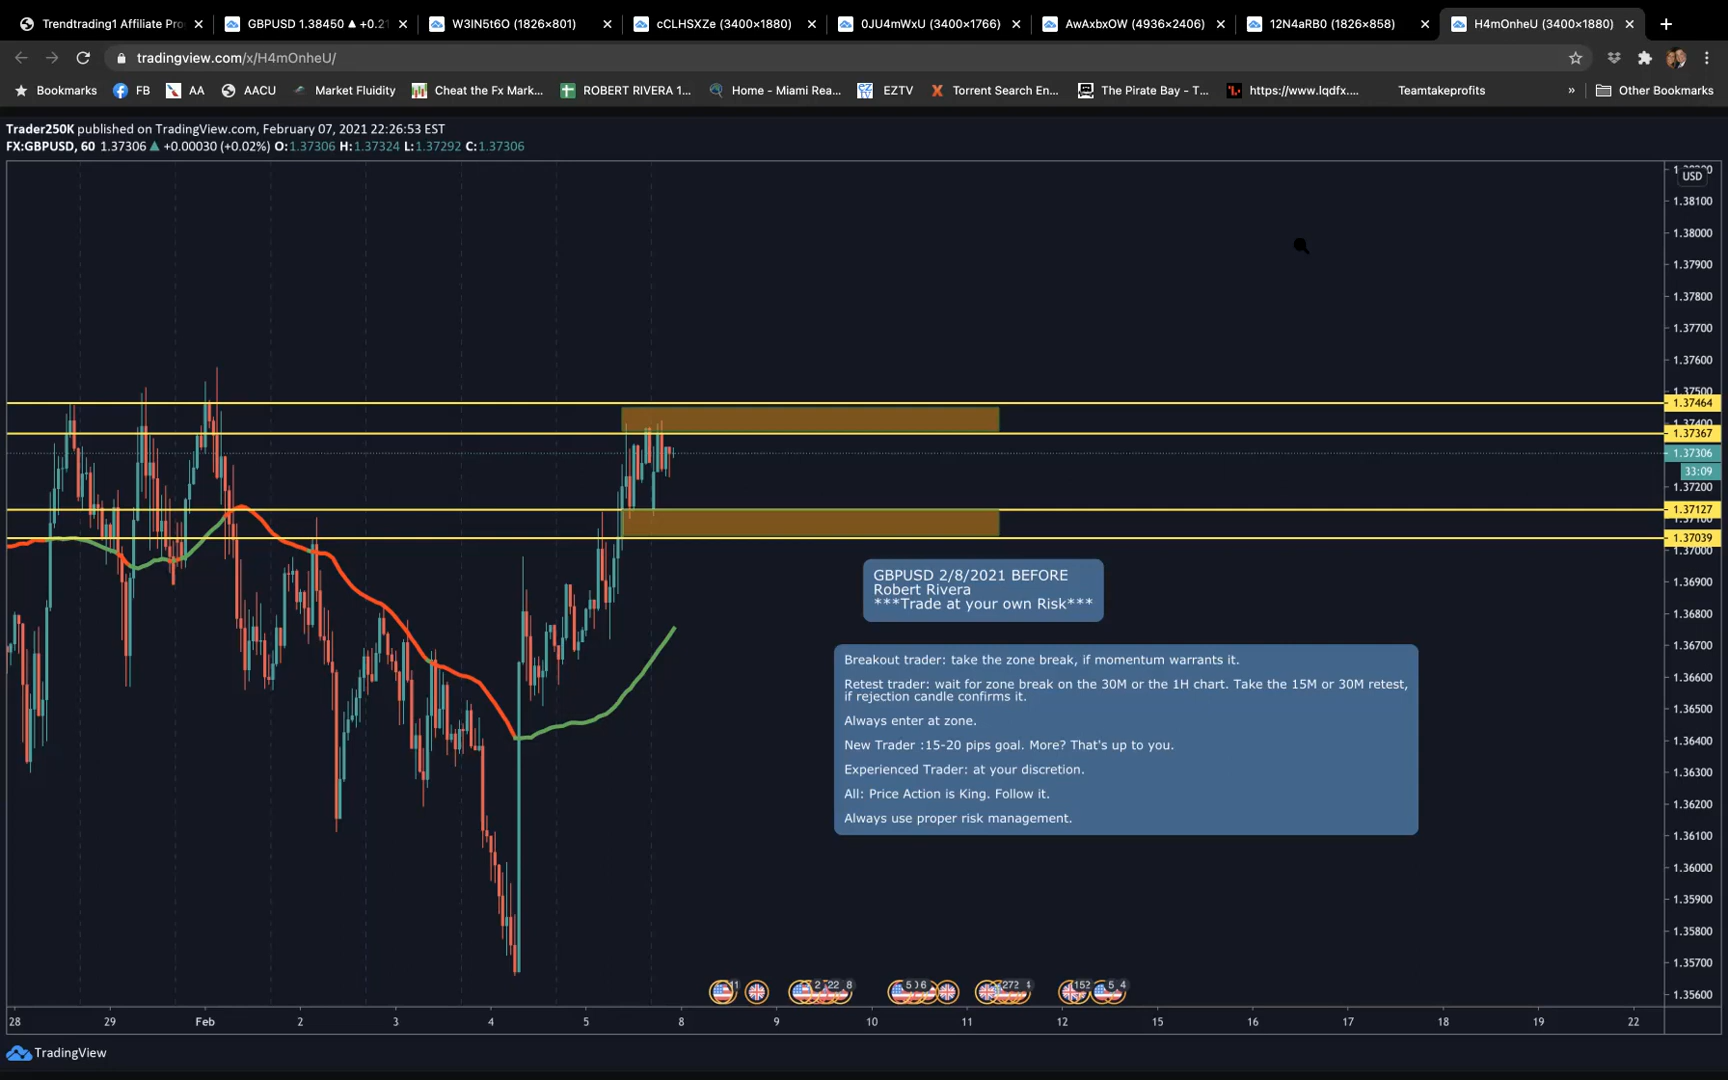 Trendtrading1 Affiliate Pro
GBPUSD 1.38450 ▲ +0.21
W3IN5t6O (1826×801)
cCLHSXZe (3400×1880)
0JU4mWxU (3400×1766)
AwAxbxOW (4936×2406)
12N4aRB0 (1826×858)
H4mOnheU (3400×1880)
tradingview.com/x/H4mOnheU/
Bookmarks
FB
AA
AACU
Market Fluidity
Cheat the Fx Mark...
ROBERT RIVERA 1...
Home - Miami Rea...
EZTV
Torrent Search En...
The Pirate Bay - T...
https://www.lqdfx....
Teamtakeprofits
»
Other Bookmarks
Trader250K published on TradingView.com, February 07, 2021 22:26:53 EST
FX:GBPUSD, 60 1.37306 ▲ +0.00030 (+0.02%) O:1.37306 H:1.37324 L:1.37292 C:1.37306
USD
1.38100
1.38000
1.37900
1.37800
1.37700
1.37600
1.37500
1.37464
1.37400
1.37367
1.37306
33:09
1.37200
1.37127
1.37100
1.37039
1.37000
1.36900
1.36800
1.36700
1.36600
1.36500
1.36400
1.36300
1.36200
1.36100
1.36000
1.35900
1.35800
1.35700
1.35600
GBPUSD 2/8/2021 BEFORE
Robert Rivera
***Trade at your own Risk***
Breakout trader: take the zone break, if momentum warrants it.
Retest trader: wait for zone break on the 30M or the 1H chart. Take the 15M or 30M retest,
if rejection candle confirms it.
Always enter at zone.
New Trader :15-20 pips goal. More? That's up to you.
Experienced Trader: at your discretion.
All: Price Action is King. Follow it.
Always use proper risk management.
28 29 Feb 2 3 4 5 8 9 10 11 12 15 16 17 18 19 22
TradingView